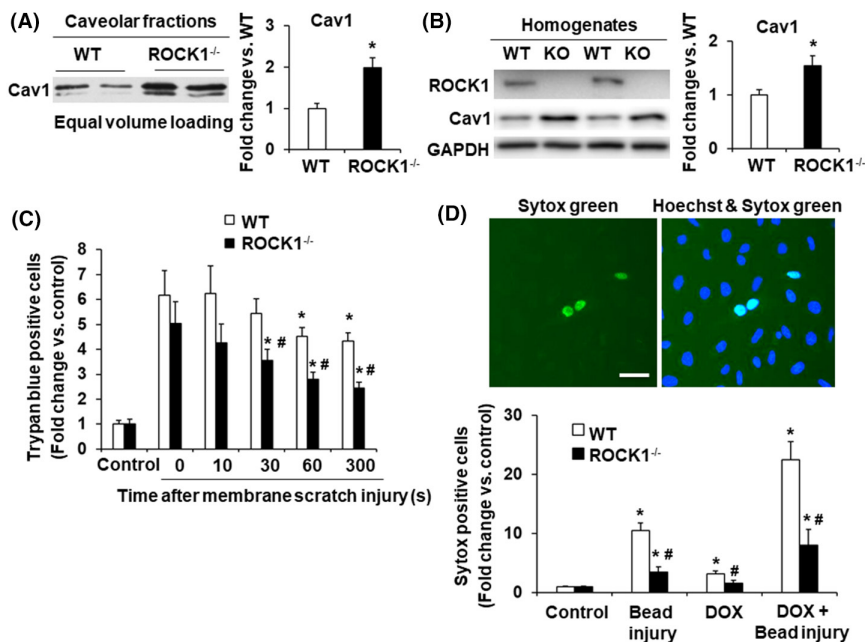 (A)
Caveolar fractions
WT ROCK1-/-
Cav1
Equal volume loading
Fold change vs. WT
Cav1
3
2
1
0
*
WT ROCK1-/-
(B)
Homogenates
WT KO WT KO
ROCK1
Cav1
GAPDH
Fold change vs. WT
Cav1
2
1
0
*
WT ROCK1-/-
(C)
WT
ROCK1-/-
Trypan blue positive cells
(Fold change vs. control)
8
7
6
5
4
3
2
1
0
* # * * # * * #
Control 0 10 30 60 300
Time after membrane scratch injury (s)
(D)
Sytox green Hoechst & Sytox green
Sytox positive cells
(Fold change vs. control)
30
20
10
0
WT
ROCK1-/-
* * # * # * * #
Control Bead injury DOX DOX + Bead injury